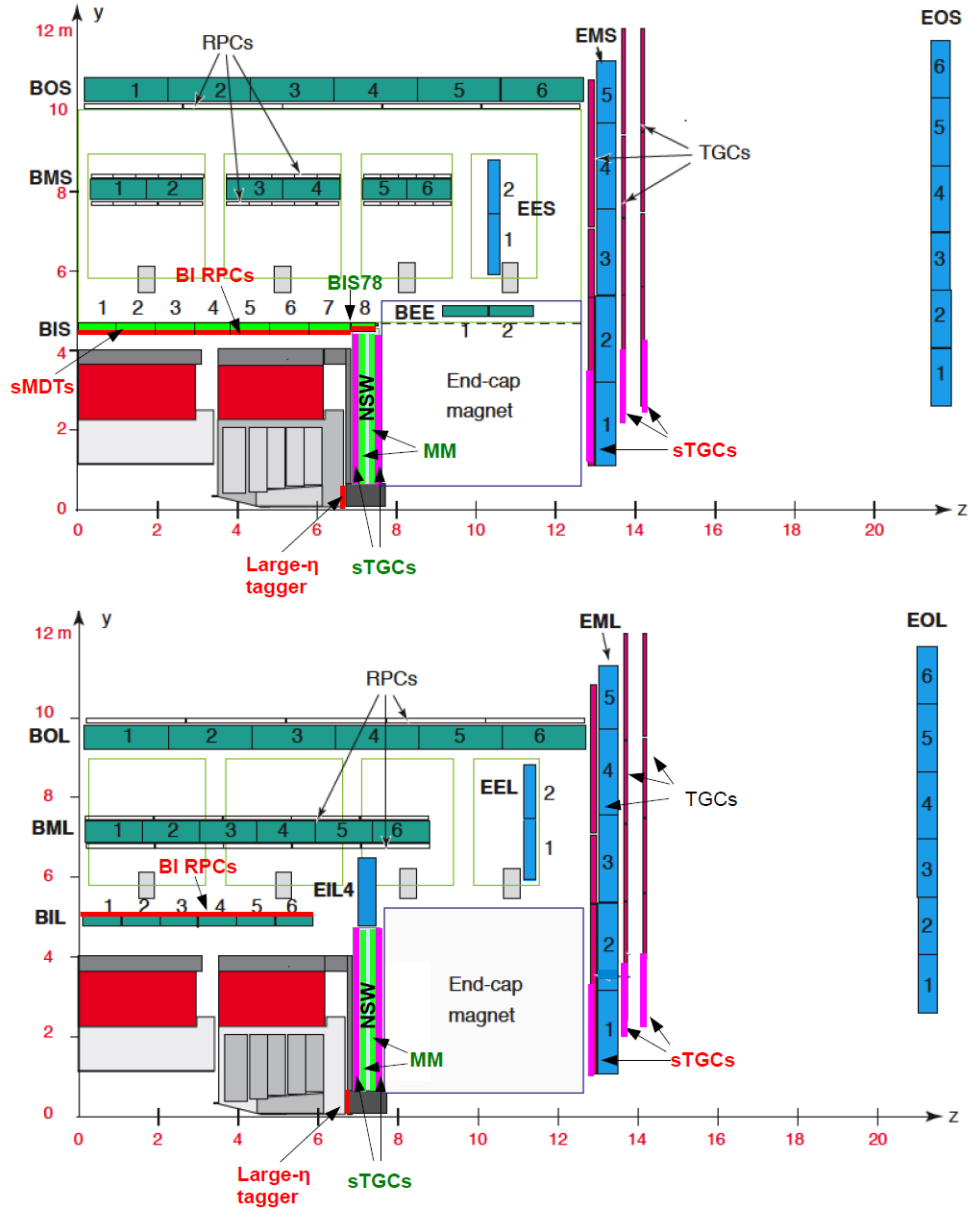 y
12 m
RPCs
EMS
EOS
BOS
1 2 3 4 5 6
10
5
6
TGCs
BMS
8
1 2 3 4 5 6
2
EES
1
4
5
4
6
BI RPCs
BIS78
1 2 3 4 5 6 7 8
BEE
1 2
3
3
BIS
4
sMDTs
2
2
1
End-cap
magnet
NSW
2
MM
1
sTGCs
0
z
0 2 4 6 8 10 12 14 16 18 20
Large-η
tagger
sTGCs
y
12 m
EML
EOL
RPCs
10
5
6
BOL
1 2 3 4 5 6
5
8
EEL
2
4
TGCs
4
BML
1 2 3 4 5 6
1
6
BI RPCs
EIL4
3
3
1 2 3 4 5 6
BIL
2
2
4
1
End-cap
magnet
NSW
2
1
MM
sTGCs
0
z
0 2 4 6 8 10 12 14 16 18 20
Large-η
tagger
sTGCs